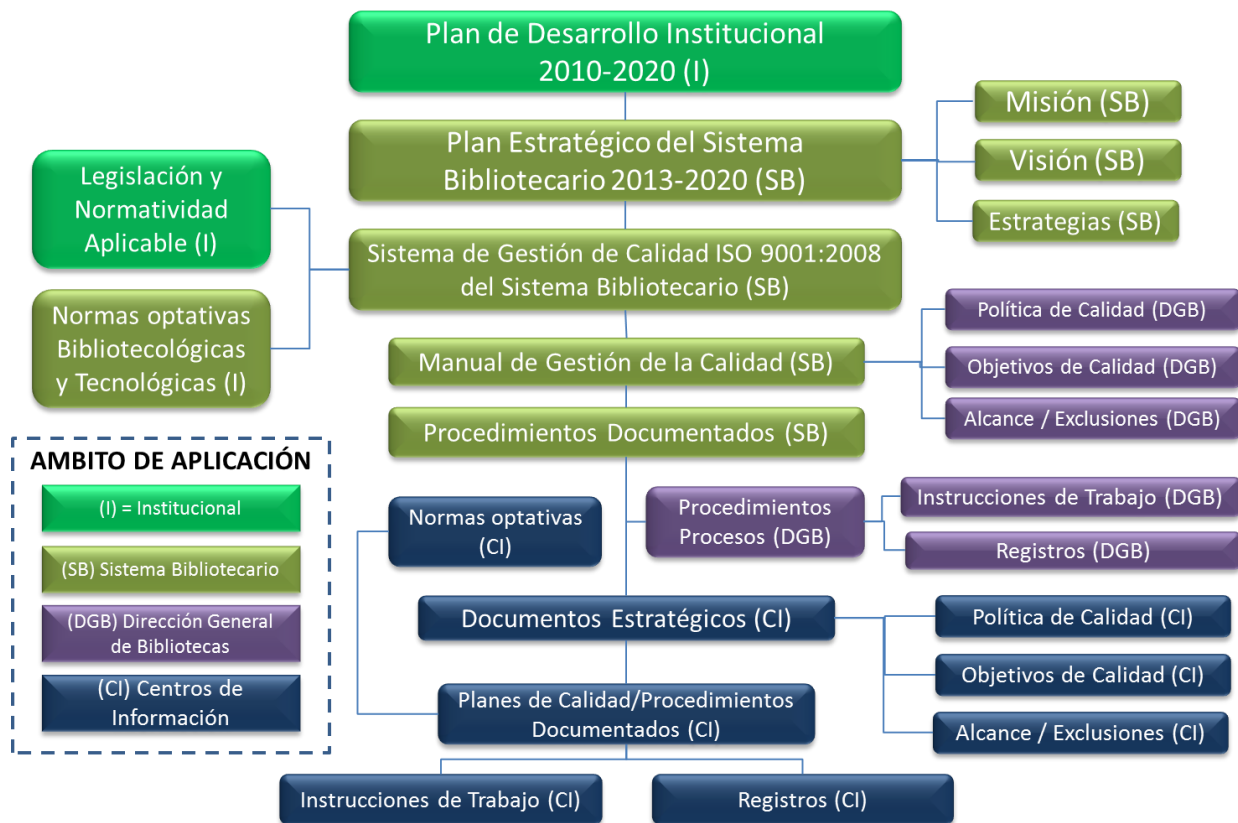 Plan de Desarrollo Institucional
2010-2020 (I)
Plan Estratégico del Sistema
Bibliotecario 2013-2020 (SB)
Misión (SB)
Visión (SB)
Estrategias (SB)
Legislación y
Normatividad
Aplicable (I)
Sistema de Gestión de Calidad ISO 9001:2008
del Sistema Bibliotecario (SB)
Normas optativas
Bibliotecológicas
y Tecnológicas (I)
Manual de Gestión de la Calidad (SB)
Política de Calidad (DGB)
Objetivos de Calidad (DGB)
Alcance / Exclusiones (DGB)
Procedimientos Documentados (SB)
AMBITO DE APLICACIÓN
(I) = Institucional
(SB) Sistema Bibliotecario
(DGB) Dirección General
de Bibliotecas
(CI) Centros de
Información
Normas optativas
(CI)
Procedimientos
Procesos (DGB)
Instrucciones de Trabajo (DGB)
Registros (DGB)
Documentos Estratégicos (CI)
Política de Calidad (CI)
Objetivos de Calidad (CI)
Alcance / Exclusiones (CI)
Planes de Calidad/Procedimientos
Documentados (CI)
Instrucciones de Trabajo (CI)
Registros (CI)